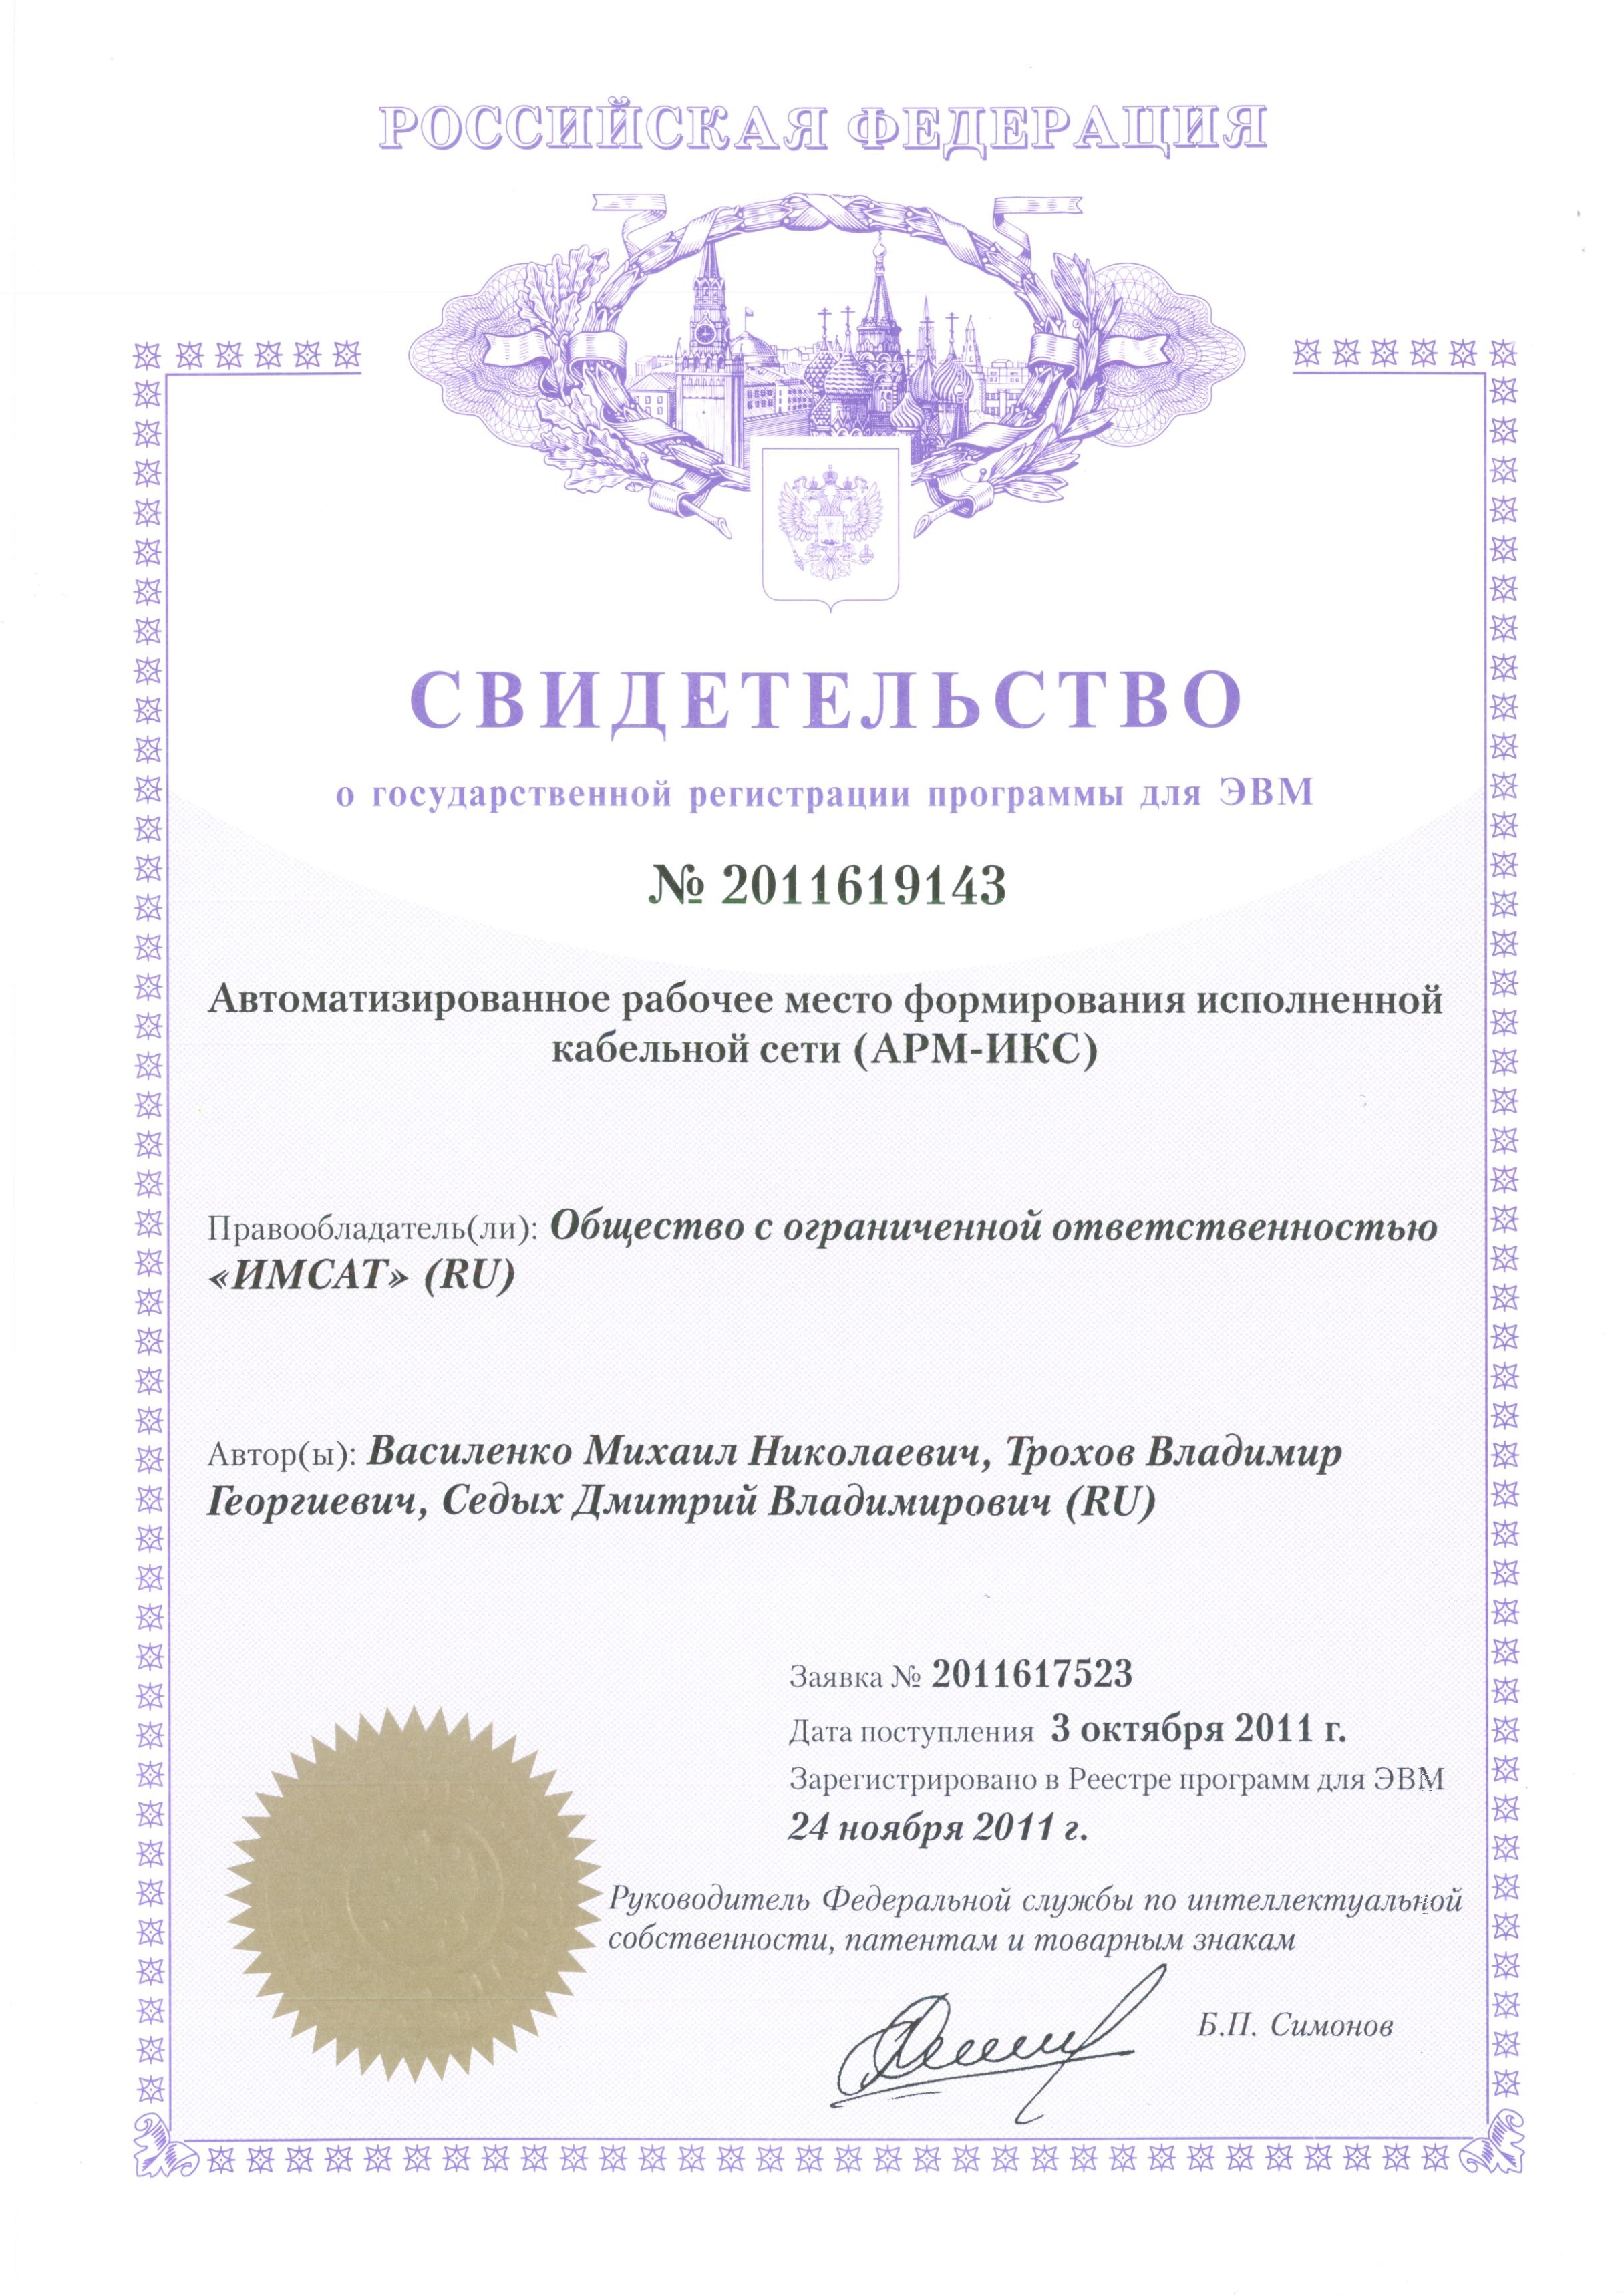 РОССИЙСКАЯ ФЕДЕРАЦИЯ
СВИДЕТЕЛЬСТВО
о государственной регистрации программы для ЭВМ
№ 2011619143
Автоматизированное рабочее место формирования исполненной
кабельной сети (АРМ-ИКС)
Правообладатель(ли): Общество с ограниченной ответственностью
«ИМСАТ» (RU)
Автор(ы): Василенко Михаил Николаевич, Трохов Владимир
Георгиевич, Седых Дмитрий Владимирович (RU)
Заявка № 2011617523
Дата поступления 3 октября 2011 г.
Зарегистрировано в Реестре программ для ЭВМ
24 ноября 2011 г.
Руководитель Федеральной службы по интеллектуальной
собственности, патентам и товарным знакам
Б.П. Симонов